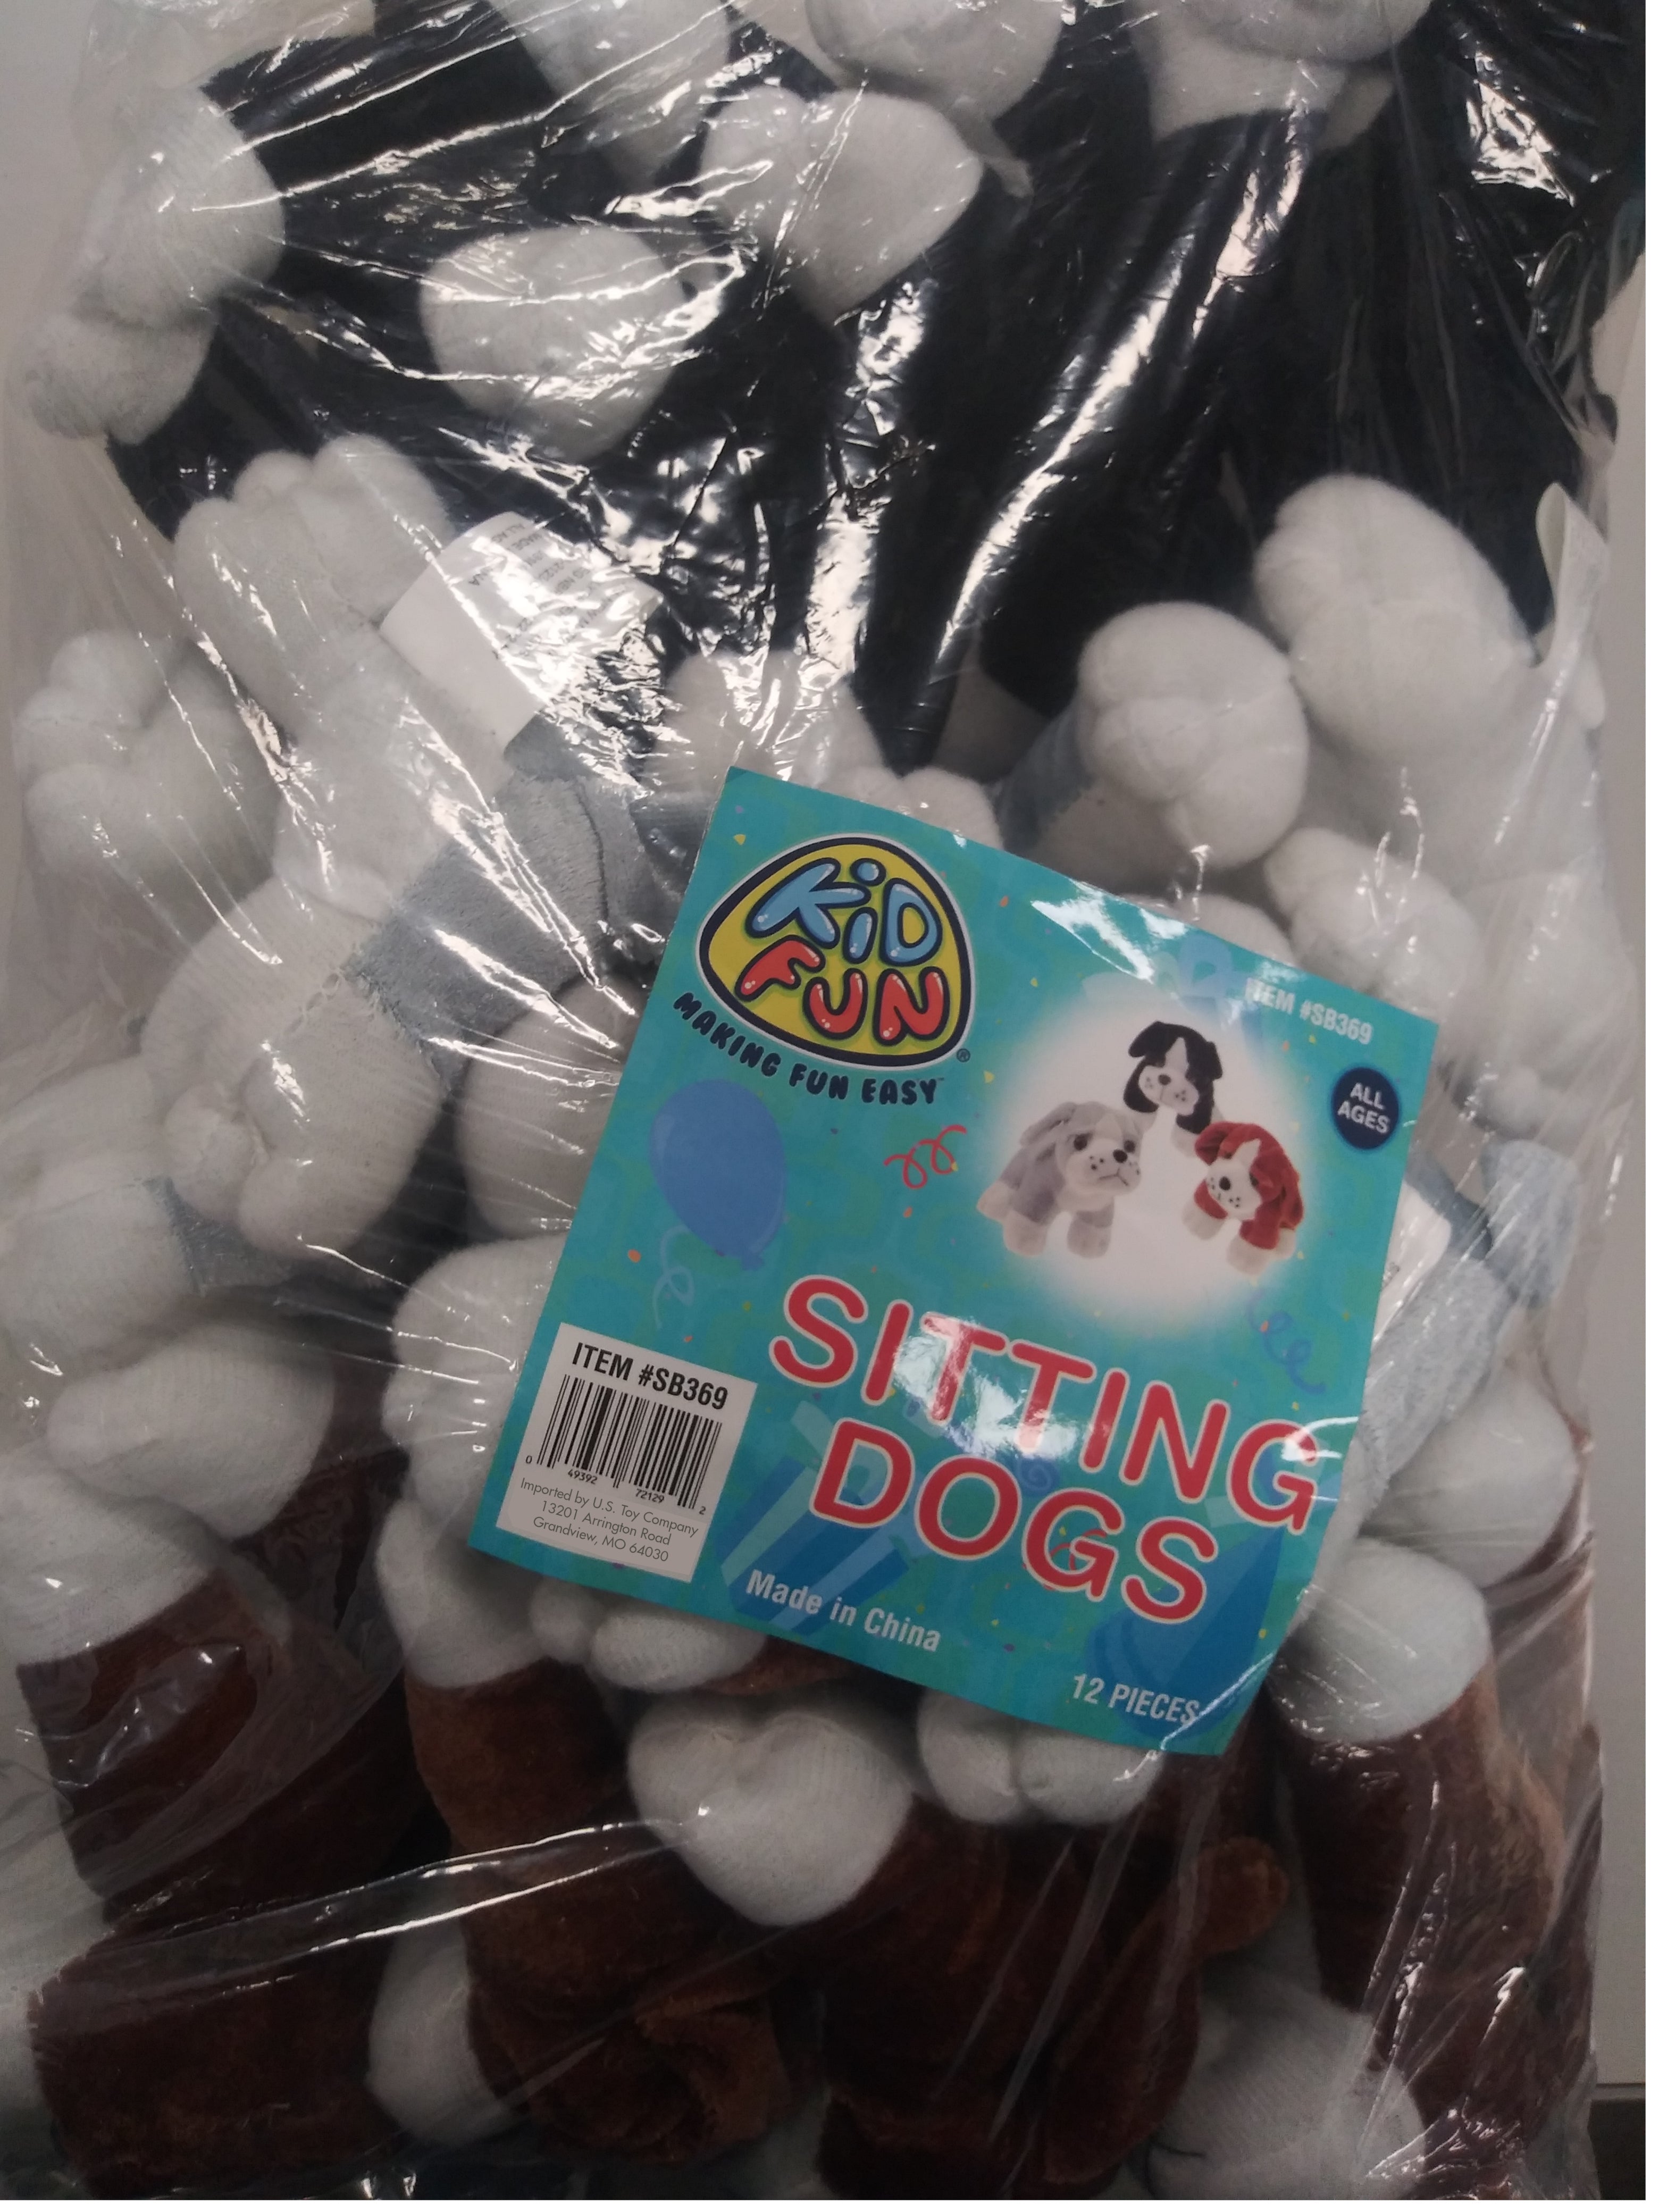 KiD
FUN
®
MAKING FUN EASY
ITEM #SB369
ALL
AGES
SITTING
DOGS
ITEM #SB369
0 49392 72129 2
Imported by U.S. Toy Company
13201 Arrington Road
Grandview, MO 64030
Made in China
12 PIECES